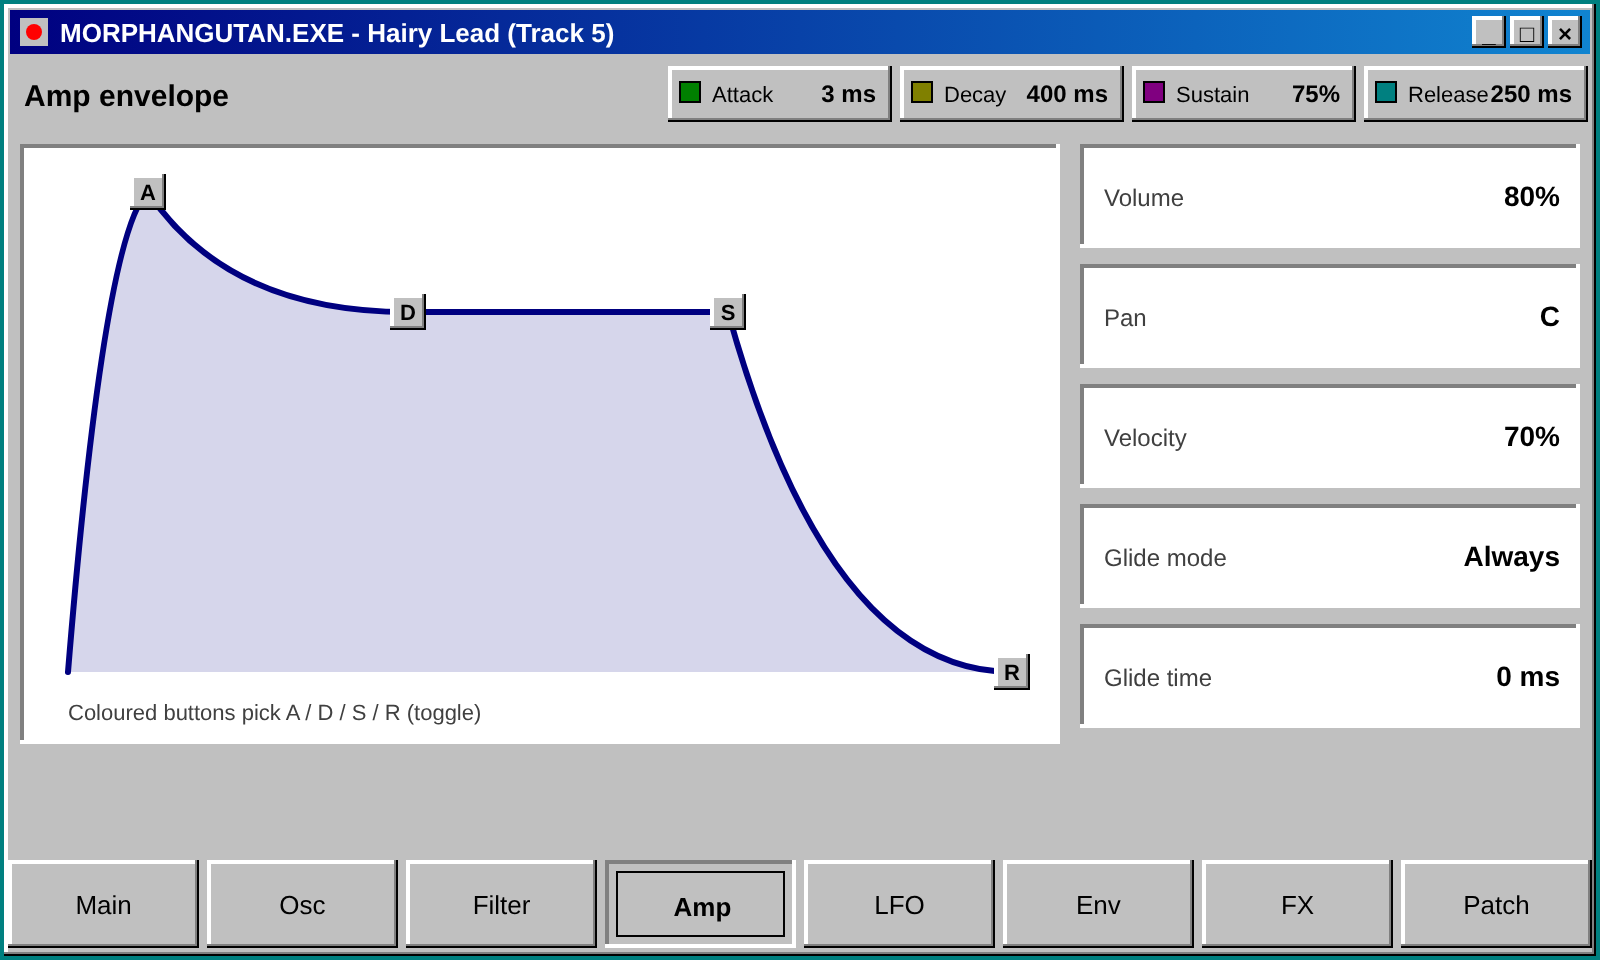 MORPHANGUTAN.EXE - Hairy Lead (Track 5)
Amp envelope
Attack 3 ms
Decay 400 ms
Sustain 75%
Release 250 ms
A
D
S
R
Coloured buttons pick A / D / S / R (toggle)
Volume 80%
Pan C
Velocity 70%
Glide mode Always
Glide time 0 ms
Main Osc Filter Amp LFO Env FX Patch